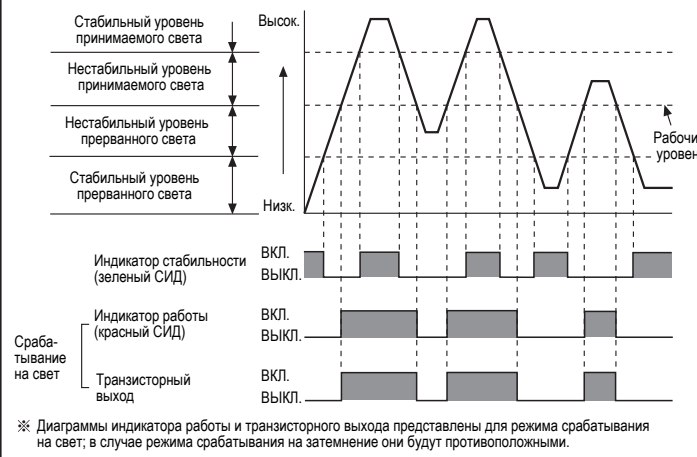 Стабильный уровень
принимаемого света
Высок.
Нестабильный уровень
принимаемого света
Нестабильный уровень
прерванного света
Рабочи
уровен
Стабильный уровень
прерванного света
Низк.
Индикатор стабильности
(зеленый СИД)
ВКЛ.
ВЫКЛ.
Сраба-
тывание
на свет
Индикатор работы
(красный СИД)
ВКЛ.
ВЫКЛ.
Транзисторный
выход
ВКЛ.
ВЫКЛ.
※ Диаграммы индикатора работы и транзисторного выхода представлены для режима срабатывания
на свет; в случае режима срабатывания на затемнение они будут противоположными.